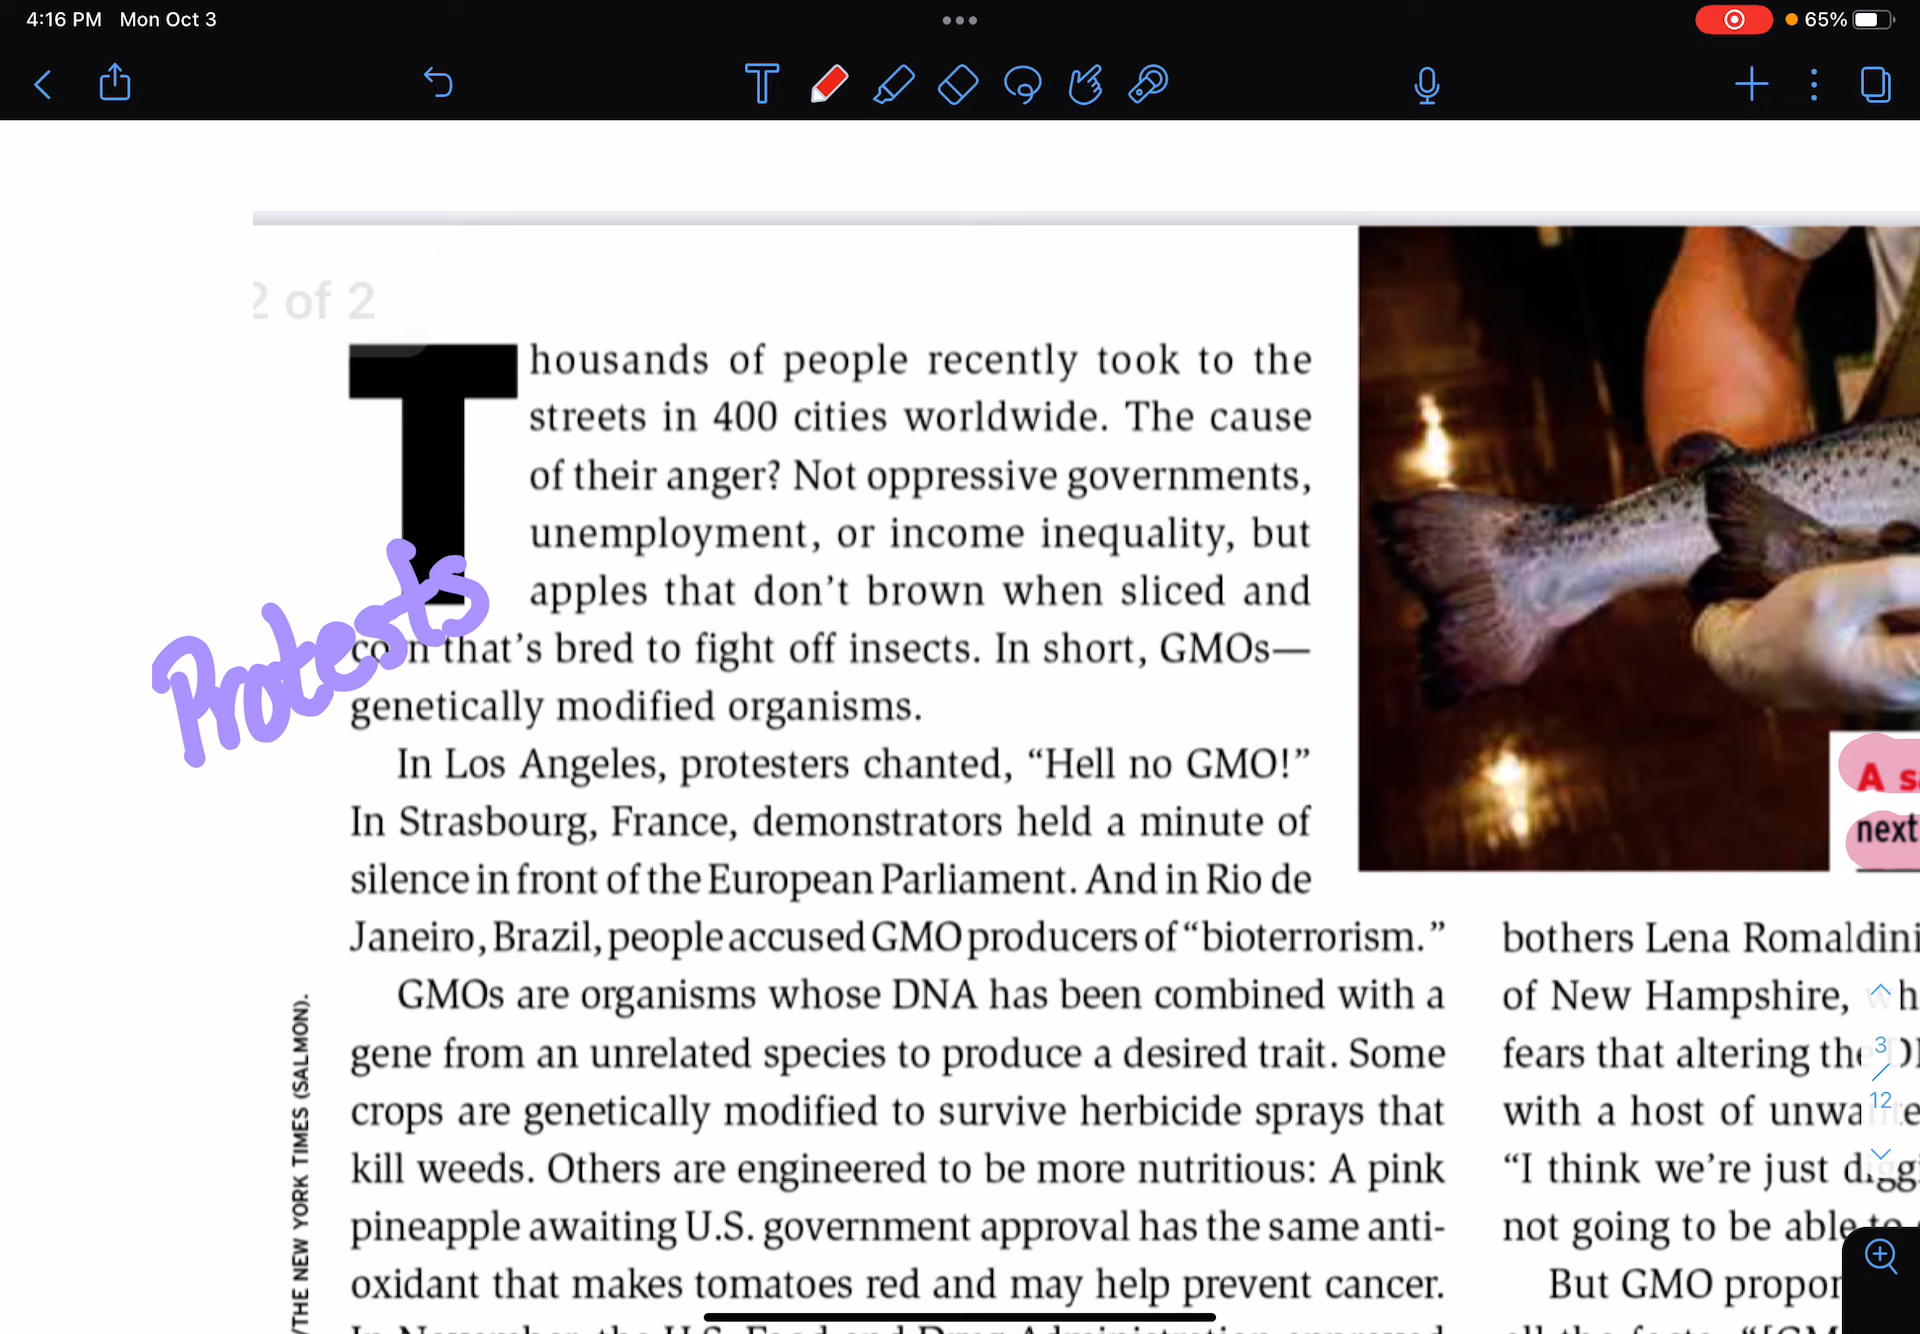 4:16 PM Mon Oct 3
65%
2 of 2
Thousands of people recently took to the
streets in 400 cities worldwide. The cause
of their anger? Not oppressive governments,
unemployment, or income inequality, but
apples that don’t brown when sliced and
corn that’s bred to fight off insects. In short, GMOs—
genetically modified organisms.
Protests
In Los Angeles, protesters chanted, “Hell no GMO!”
In Strasbourg, France, demonstrators held a minute of
silence in front of the European Parliament. And in Rio de
Janeiro, Brazil, people accused GMO producers of “bioterrorism.”
GMOs are organisms whose DNA has been combined with a
gene from an unrelated species to produce a desired trait. Some
crops are genetically modified to survive herbicide sprays that
kill weeds. Others are engineered to be more nutritious: A pink
pineapple awaiting U.S. government approval has the same anti-
oxidant that makes tomatoes red and may help prevent cancer.
/THE NEW YORK TIMES (SALMON).
A
next
bothers Lena Romaldini
of New Hampshire,
fears that altering the
with a host of
“I think we’re just
not going to be able to
But GMO
3
/
12